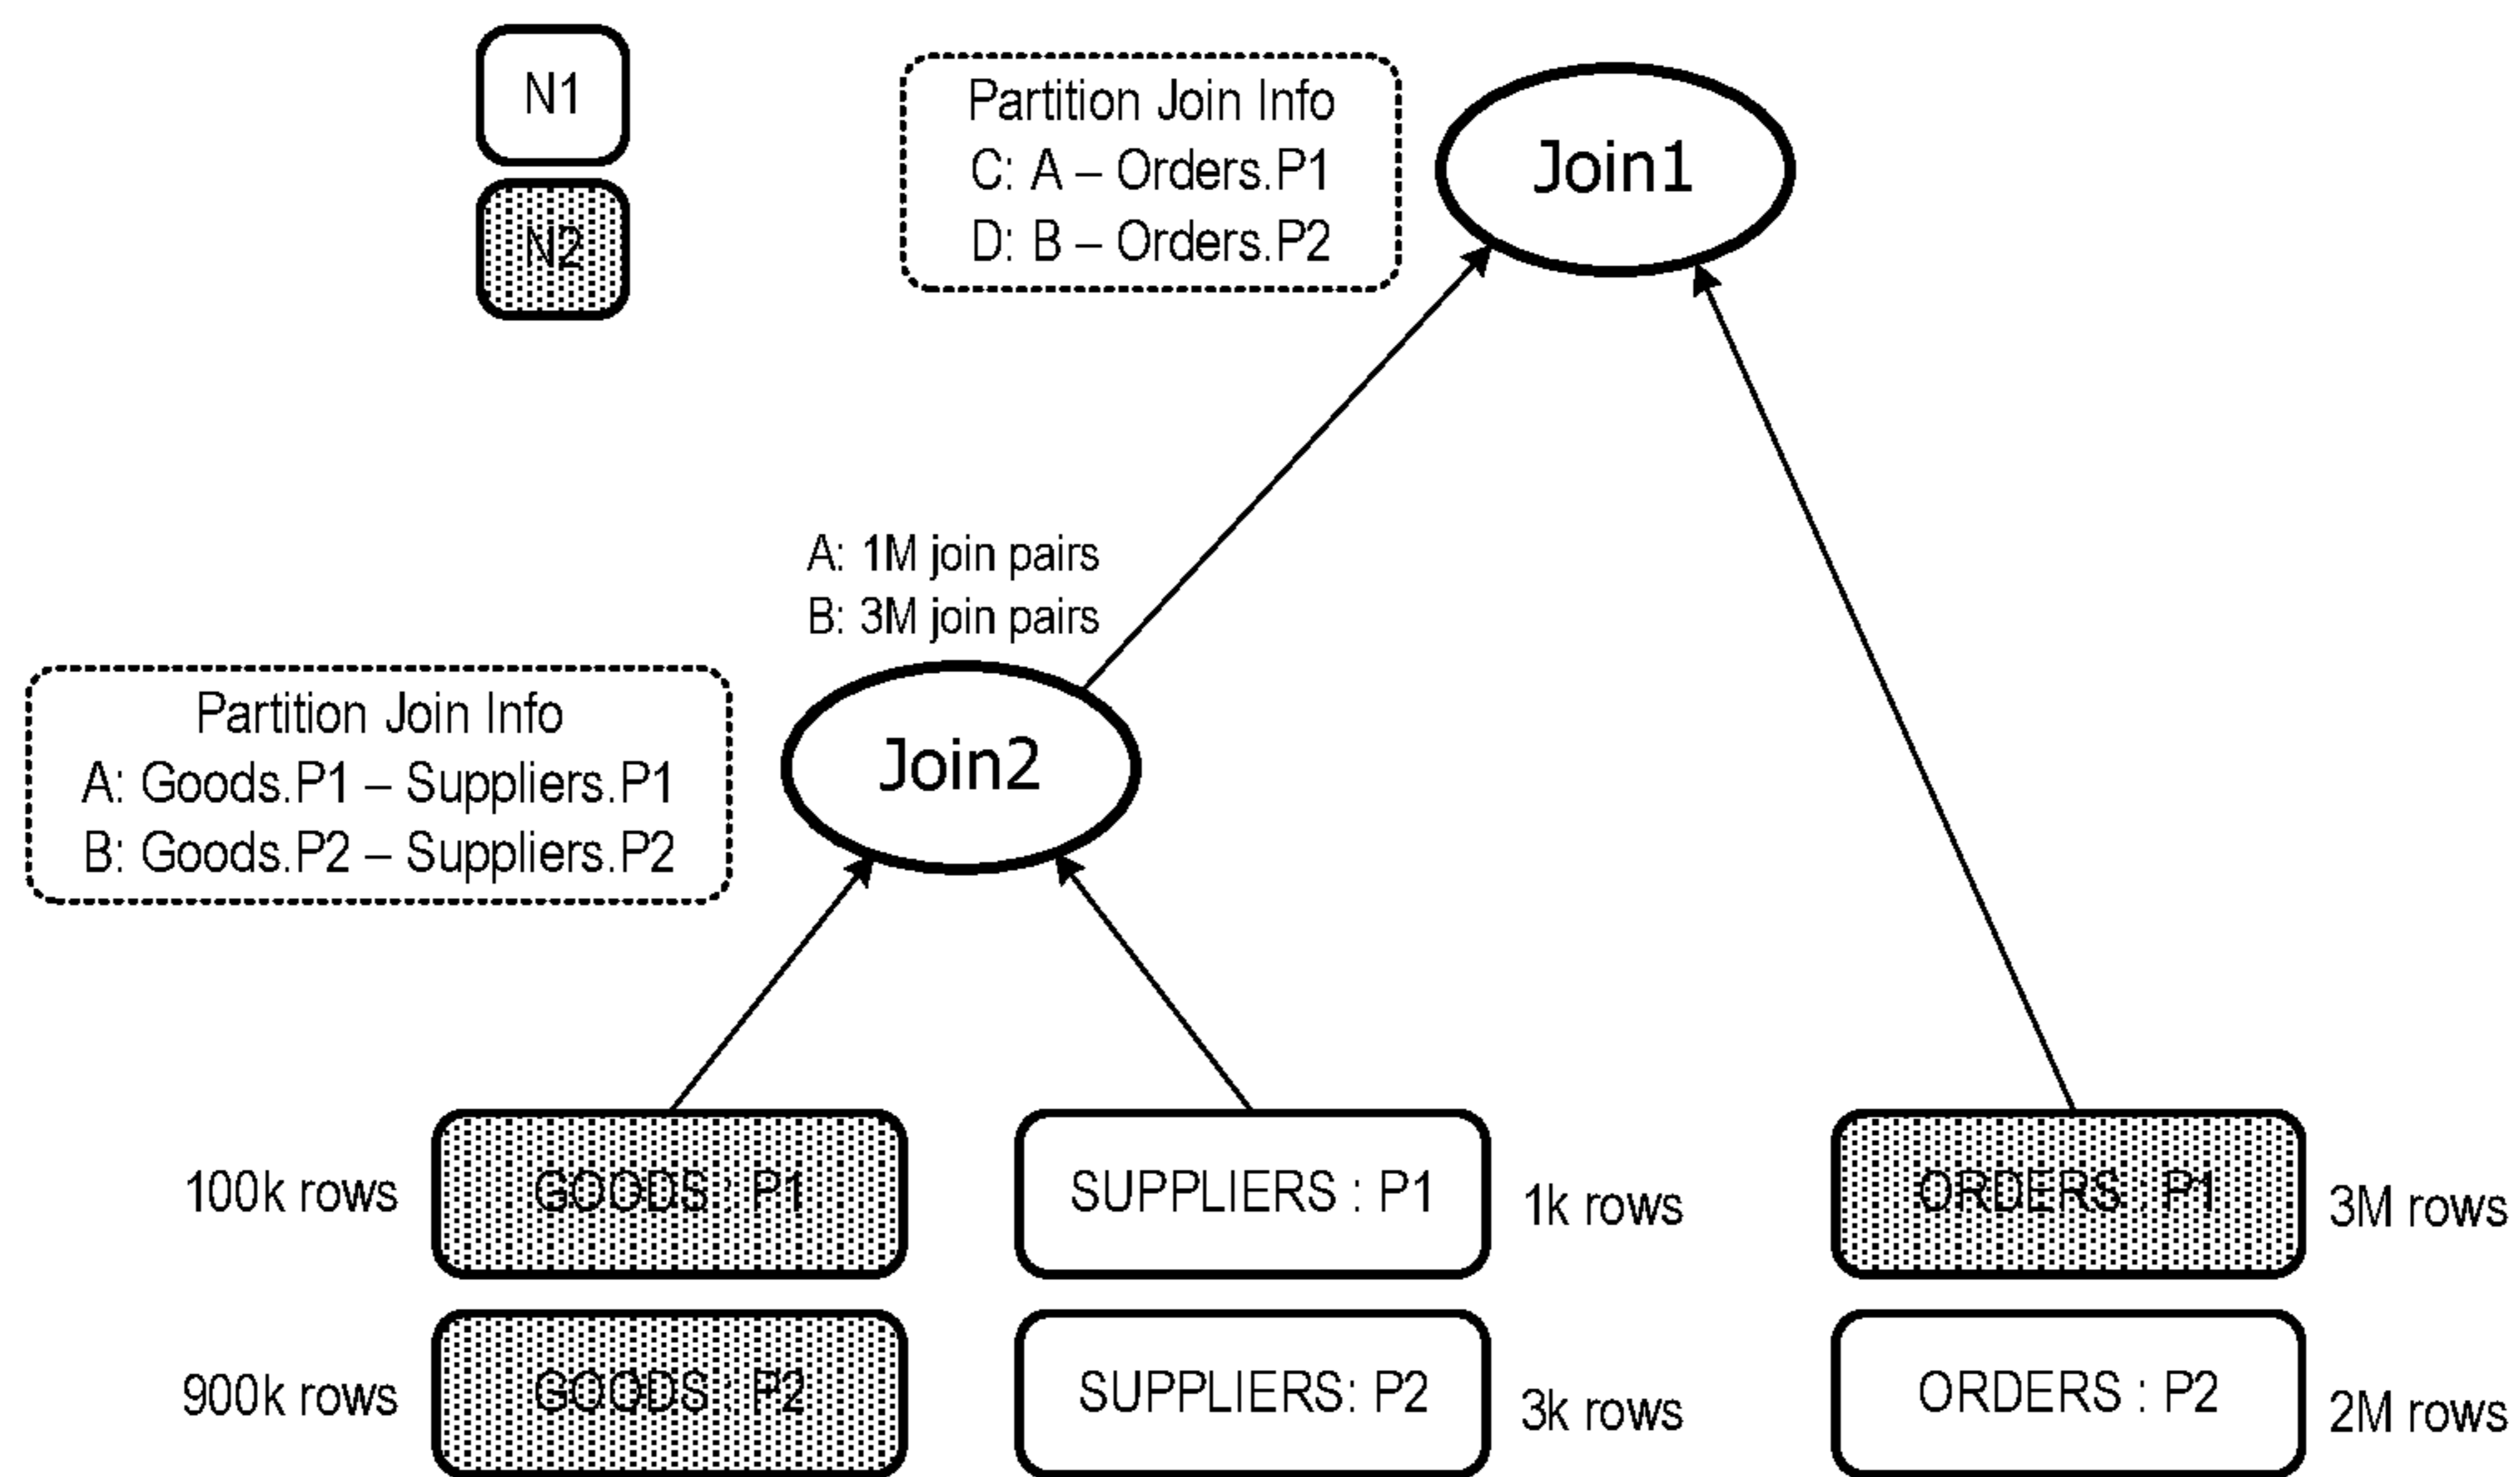 N1
N2
Partition Join Info
C: A – Orders.P1
D: B – Orders.P2
Join1
A: 1M join pairs
B: 3M join pairs
Partition Join Info
A: Goods.P1 – Suppliers.P1
B: Goods.P2 – Suppliers.P2
Join2
100k rows
GOODS : P1
SUPPLIERS : P1
1k rows
ORDERS : P1
3M rows
900k rows
GOODS : P2
SUPPLIERS: P2
3k rows
ORDERS : P2
2M rows